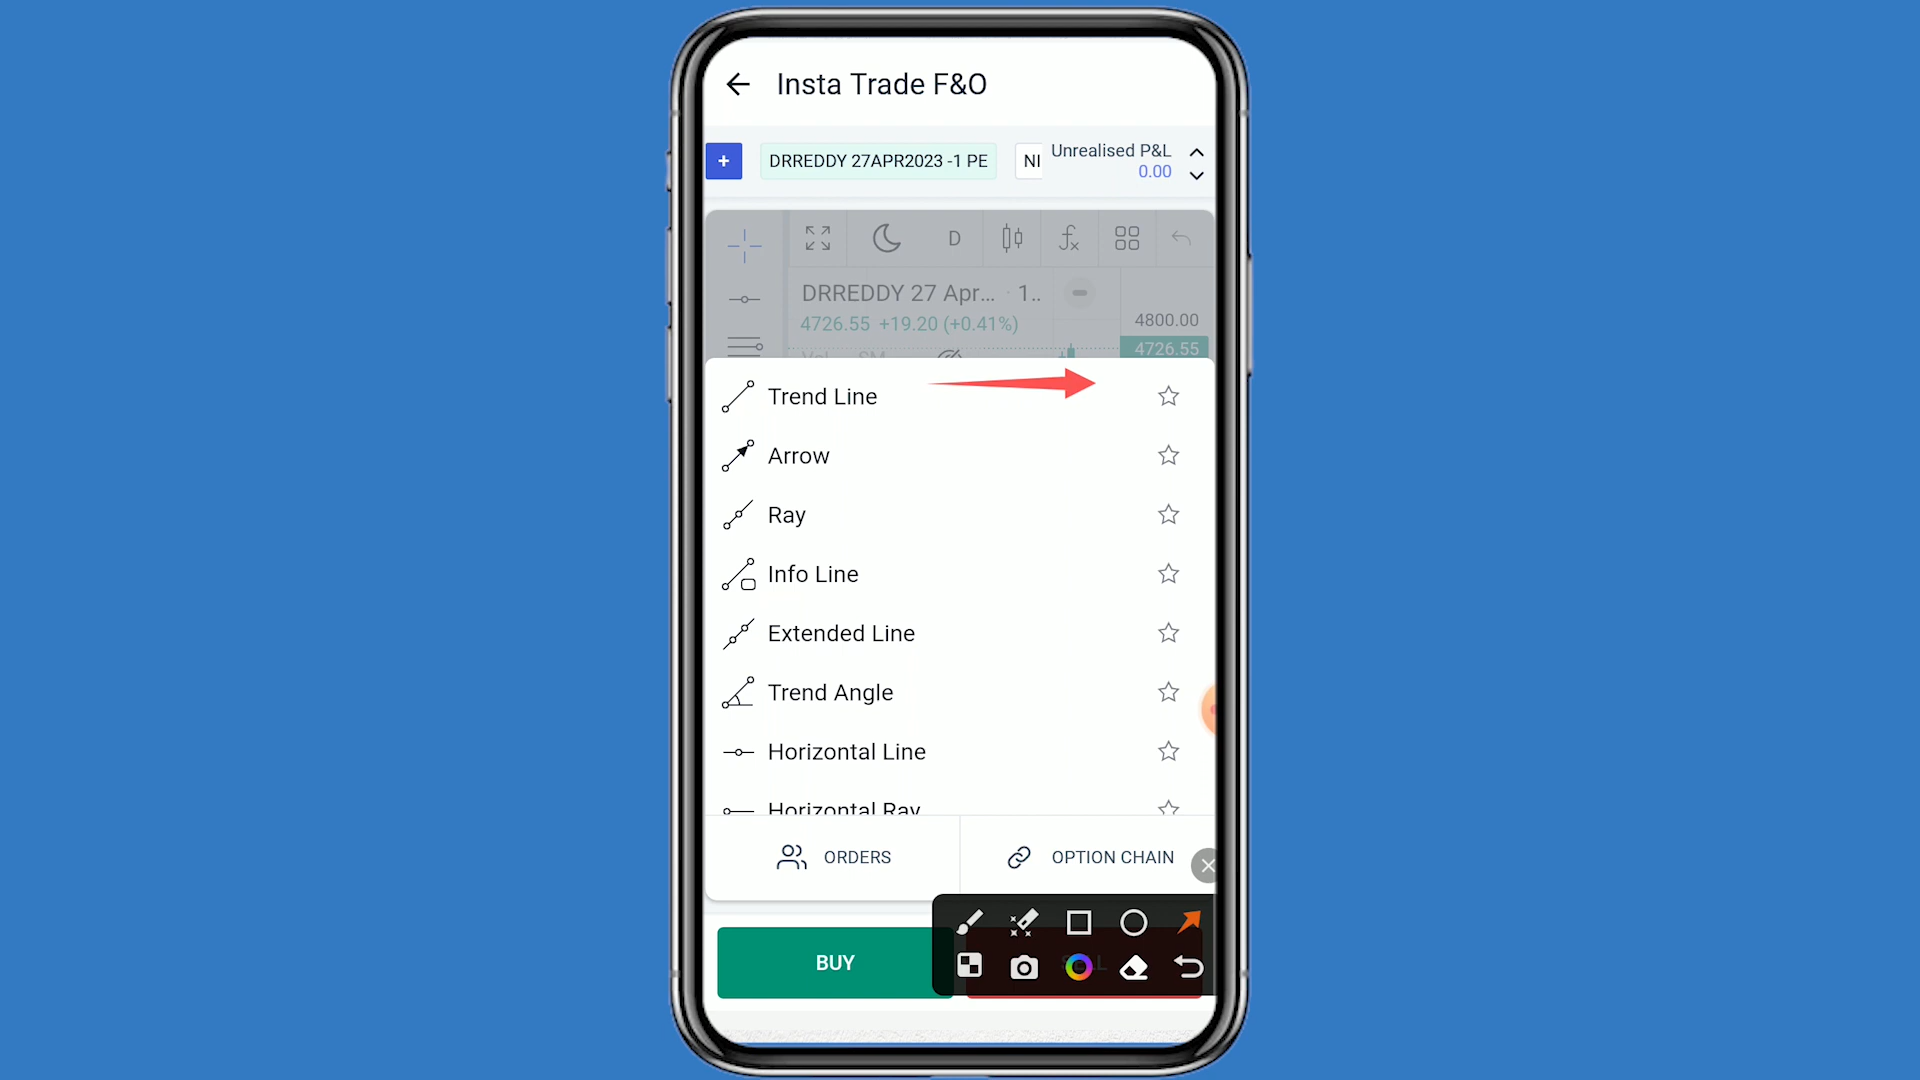 Insta Trade F&O
+ DRREDDY 27APR2023 -1 PE NI Unrealised P&L
0.00
D
DRREDDY 27 Apr... · 1..
4726.55 +19.20 (+0.41%)
4800.00
4726.55
Vol SM
Trend Line
Arrow
Ray
Info Line
Extended Line
Trend Angle
Horizontal Line
Horizontal Ray
ORDERS
OPTION CHAIN
BUY